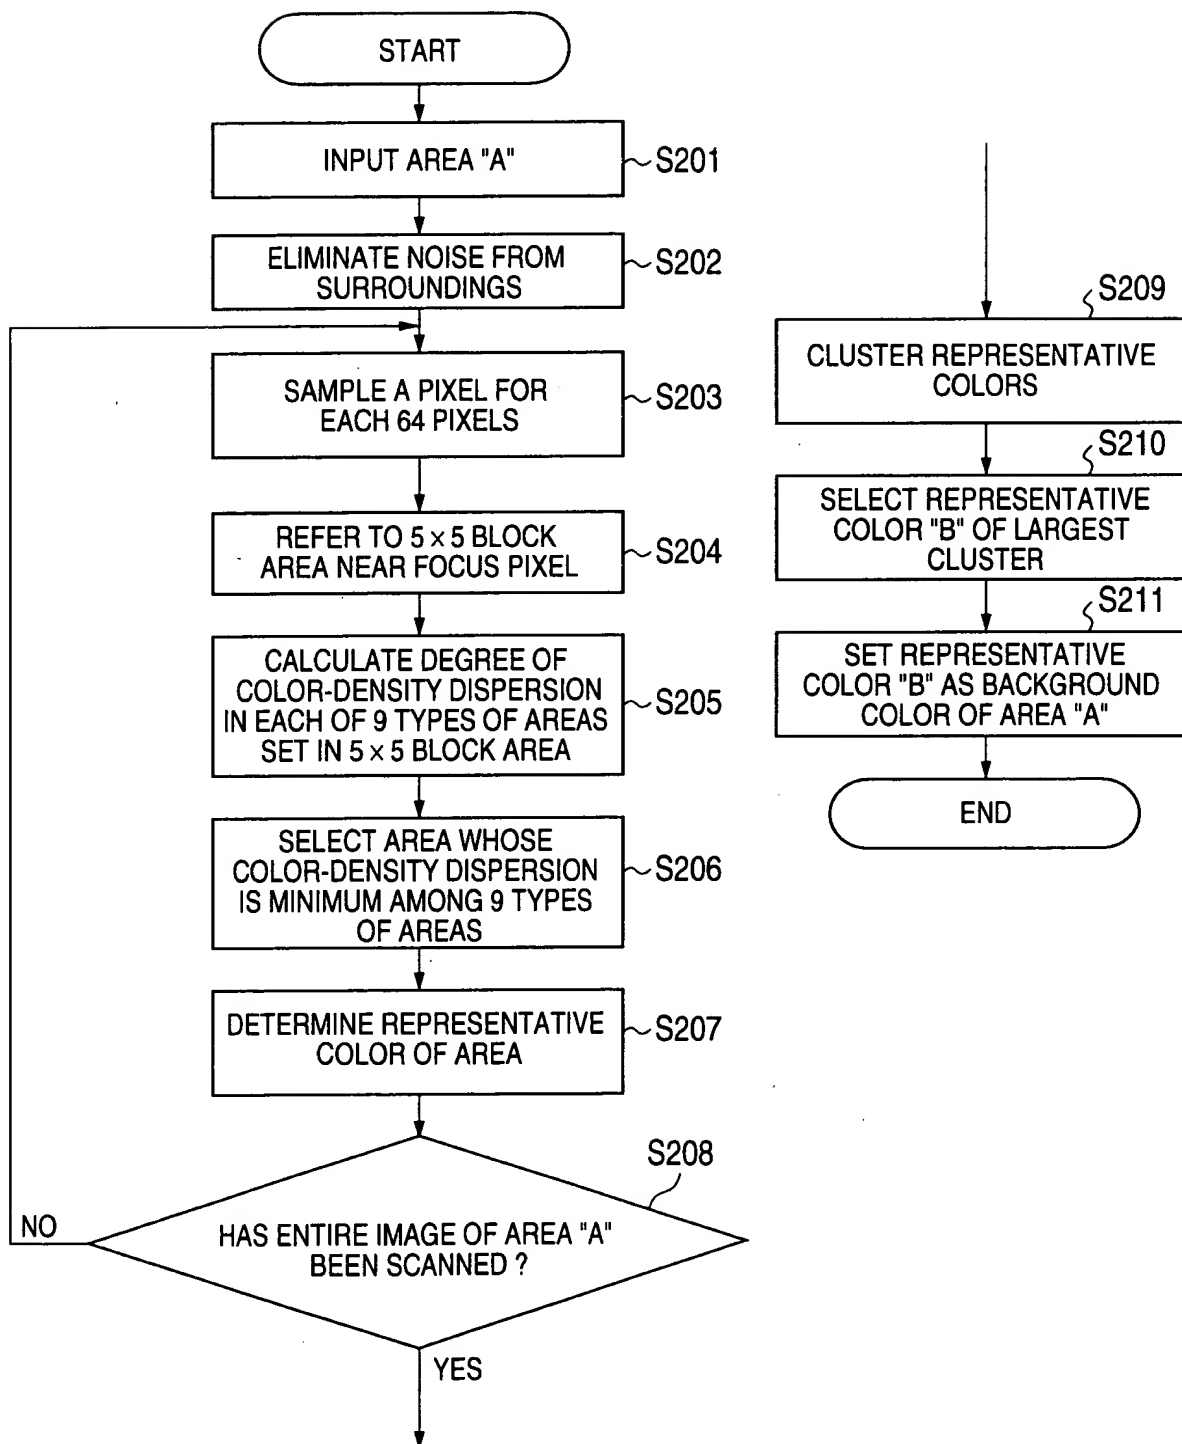 START
INPUT AREA "A"
S201
ELIMINATE NOISE FROM
SURROUNDINGS
S202
SAMPLE A PIXEL FOR
EACH 64 PIXELS
S203
REFER TO 5 × 5 BLOCK
AREA NEAR FOCUS PIXEL
S204
CALCULATE DEGREE OF
COLOR-DENSITY DISPERSION
IN EACH OF 9 TYPES OF AREAS
SET IN 5 × 5 BLOCK AREA
S205
SELECT AREA WHOSE
COLOR-DENSITY DISPERSION
IS MINIMUM AMONG 9 TYPES
OF AREAS
S206
DETERMINE REPRESENTATIVE
COLOR OF AREA
S207
S208
HAS ENTIRE IMAGE OF AREA "A"
BEEN SCANNED ?
NO
YES
S209
CLUSTER REPRESENTATIVE
COLORS
S210
SELECT REPRESENTATIVE
COLOR "B" OF LARGEST
CLUSTER
S211
SET REPRESENTATIVE
COLOR "B" AS BACKGROUND
COLOR OF AREA "A"
END